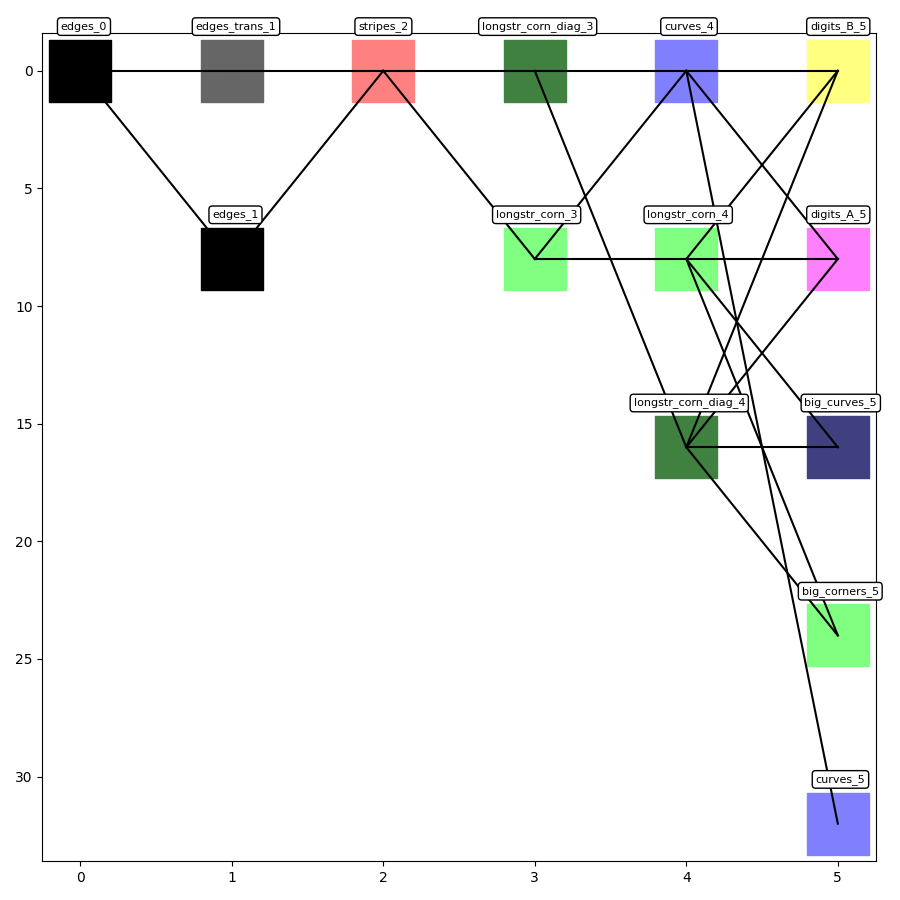 edges_0 edges_trans_1 stripes_2 longstr_corn_diag_3 curves_4 digits_B_5
0
5
edges_1 longstr_corn_3 longstr_corn_4 digits_A_5
10
longstr_corn_diag_4 big_curves_5
15
20
big_corners_5
25
30
curves_5
0 1 2 3 4 5